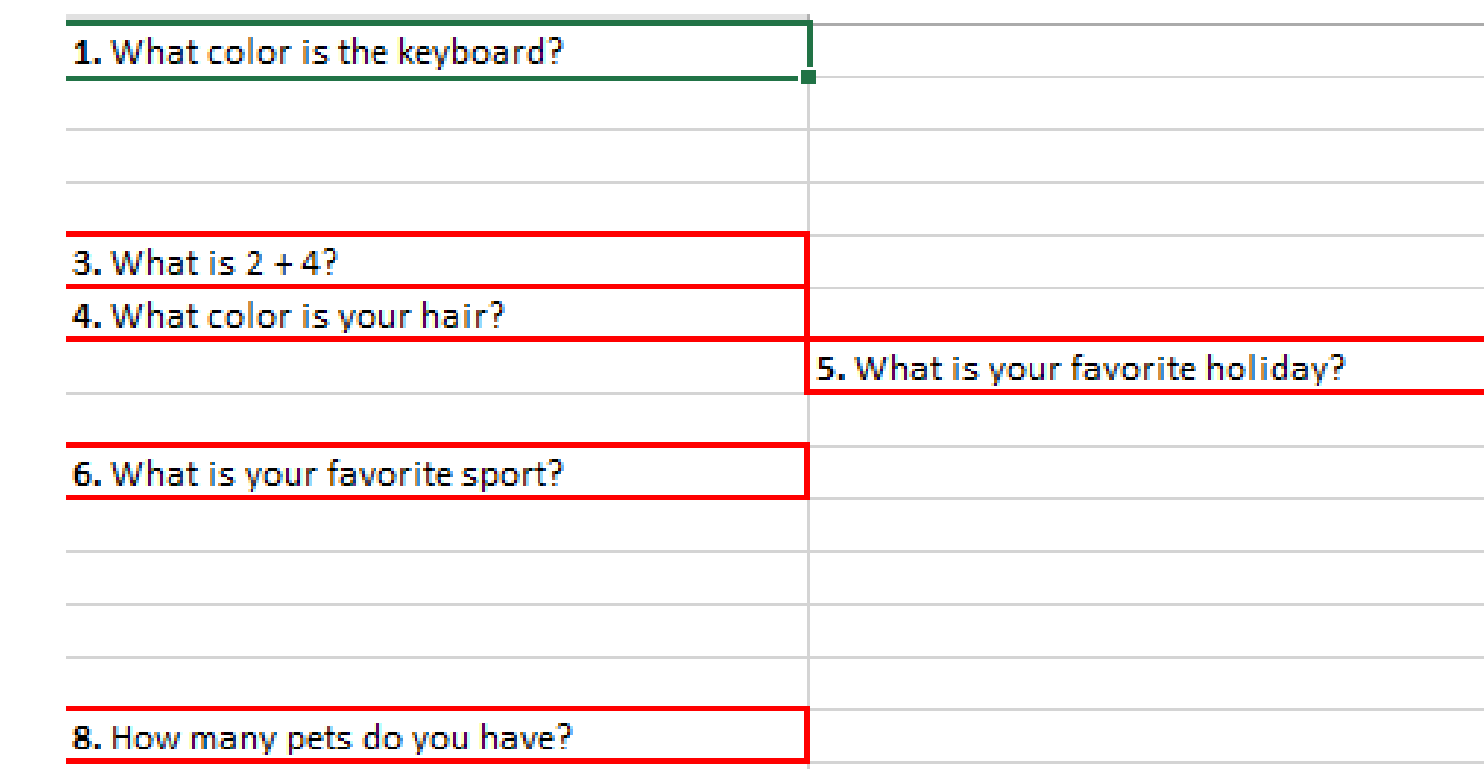 1. What color is the keyboard?
3. What is 2 + 4?
4. What color is your hair?
5. What is your favorite holiday?
6. What is your favorite sport?
8. How many pets do you have?